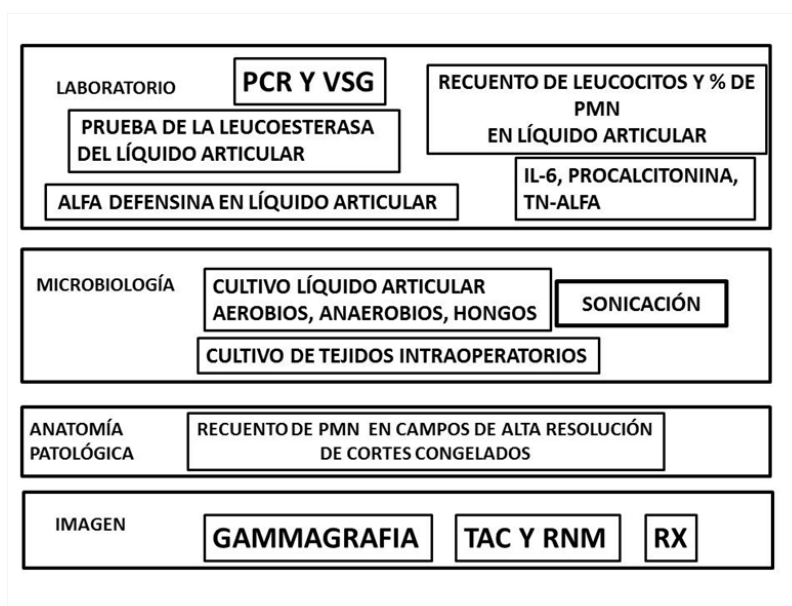 LABORATORIO
PCR Y VSG
RECUENTO DE LEUCOCITOS Y % DE
PMN
EN LÍQUIDO ARTICULAR
PRUEBA DE LA LEUCOESTERASA
DEL LÍQUIDO ARTICULAR
IL-6, PROCALCITONINA,
TN-ALFA
ALFA DEFENSINA EN LÍQUIDO ARTICULAR
MICROBIOLOGÍA
CULTIVO LÍQUIDO ARTICULAR
AEROBIOS, ANAEROBIOS, HONGOS
SONICACIÓN
CULTIVO DE TEJIDOS INTRAOPERATORIOS
ANATOMÍA
PATOLÓGICA
RECUENTO DE PMN EN CAMPOS DE ALTA RESOLUCIÓN
DE CORTES CONGELADOS
IMAGEN
GAMMAGRAFIA
TAC Y RNM
RX